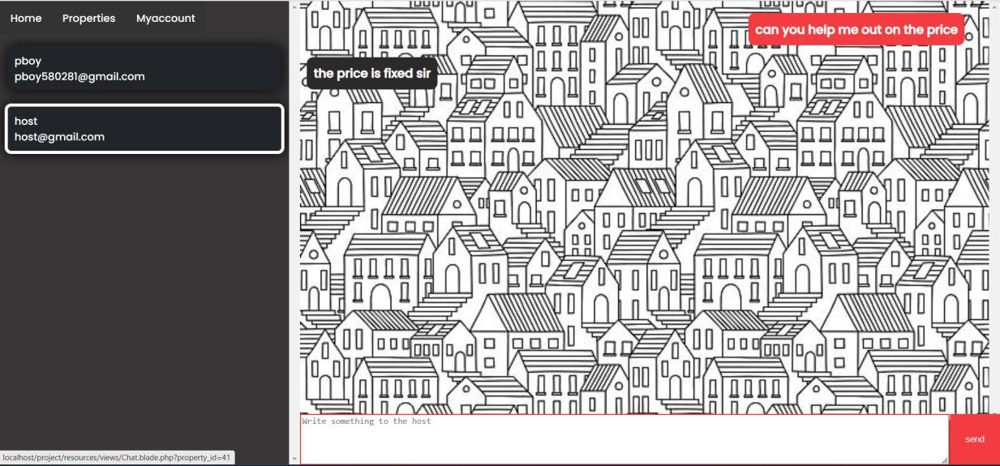 Home Properties Myaccount
pboy
pboy580281@gmail.com
host
host@gmail.com
can you help me out on the price
the price is fixed sir
Write something to the host
send
localhost/project/resources/views/Chat.blade.php?property_id=41